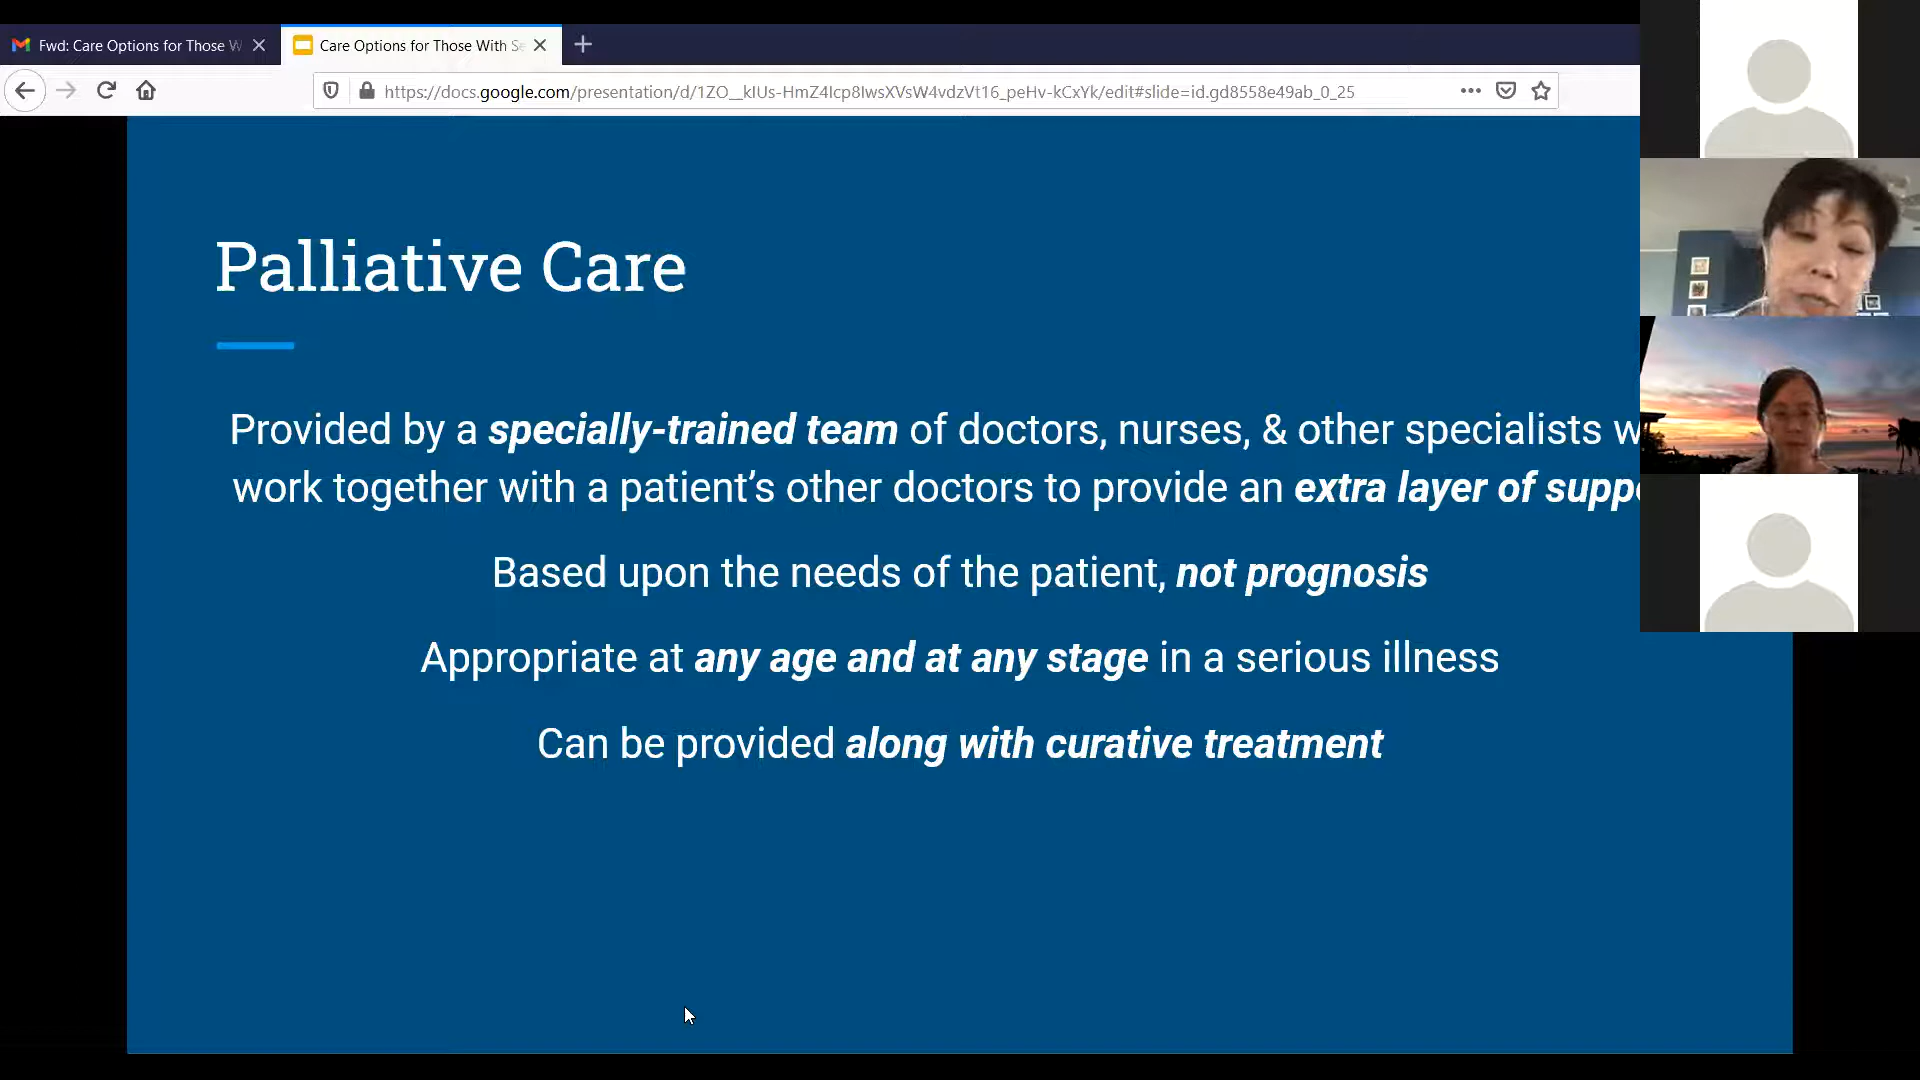 Fwd: Care Options for Those W
Care Options for Those With Se
https://docs.google.com/presentation/d/1ZO__kIUs-HmZ4Icp8IwsXVsW4vdzVt16_peHv-kCxYk/edit#slide=id.gd8558e49ab_0_25
Palliative Care
Provided by a specially-trained team of doctors, nurses, & other specialists w
work together with a patient’s other doctors to provide an extra layer of supp
Based upon the needs of the patient, not prognosis
Appropriate at any age and at any stage in a serious illness
Can be provided along with curative treatment